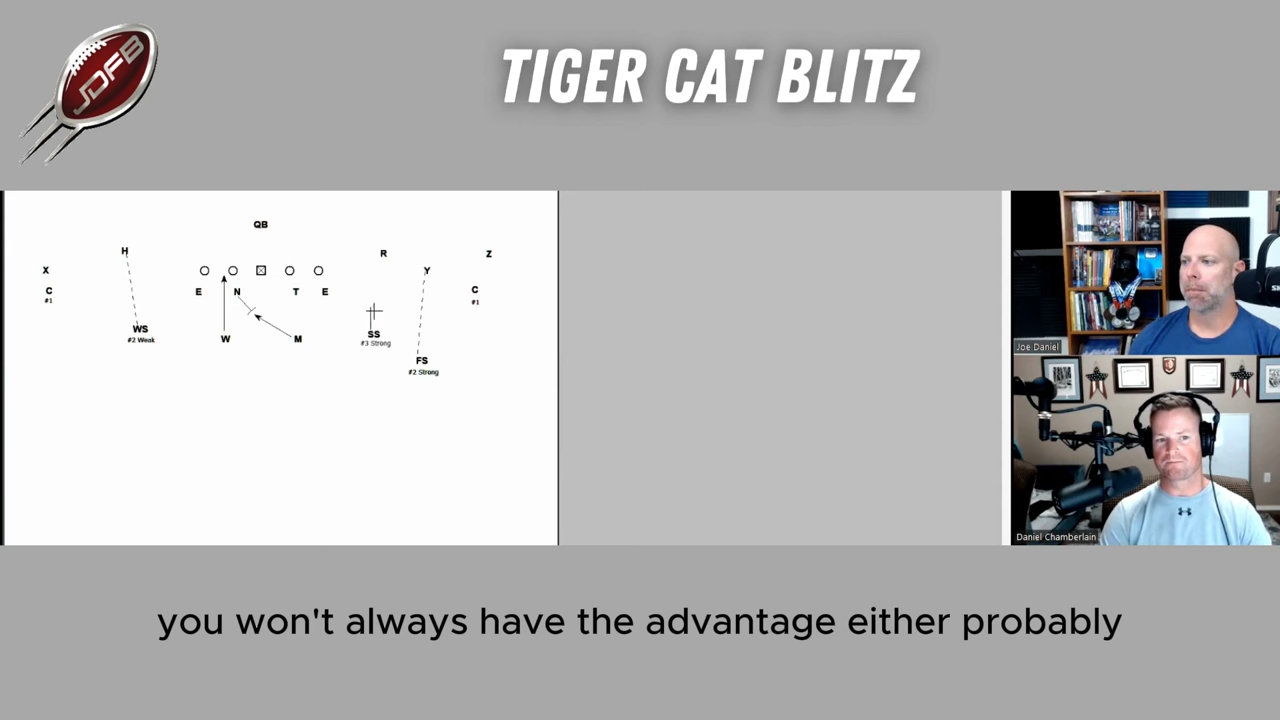 JDFB
TIGER CAT BLITZ
QB
H
R
Z
X
Y
C
#1
E
N
T
E
C
#1
WS
#2 Weak
W
M
SS
#3 Strong
FS
#2 Strong
Joe Daniel
Daniel Chamberlain
you won't always have the advantage either probably